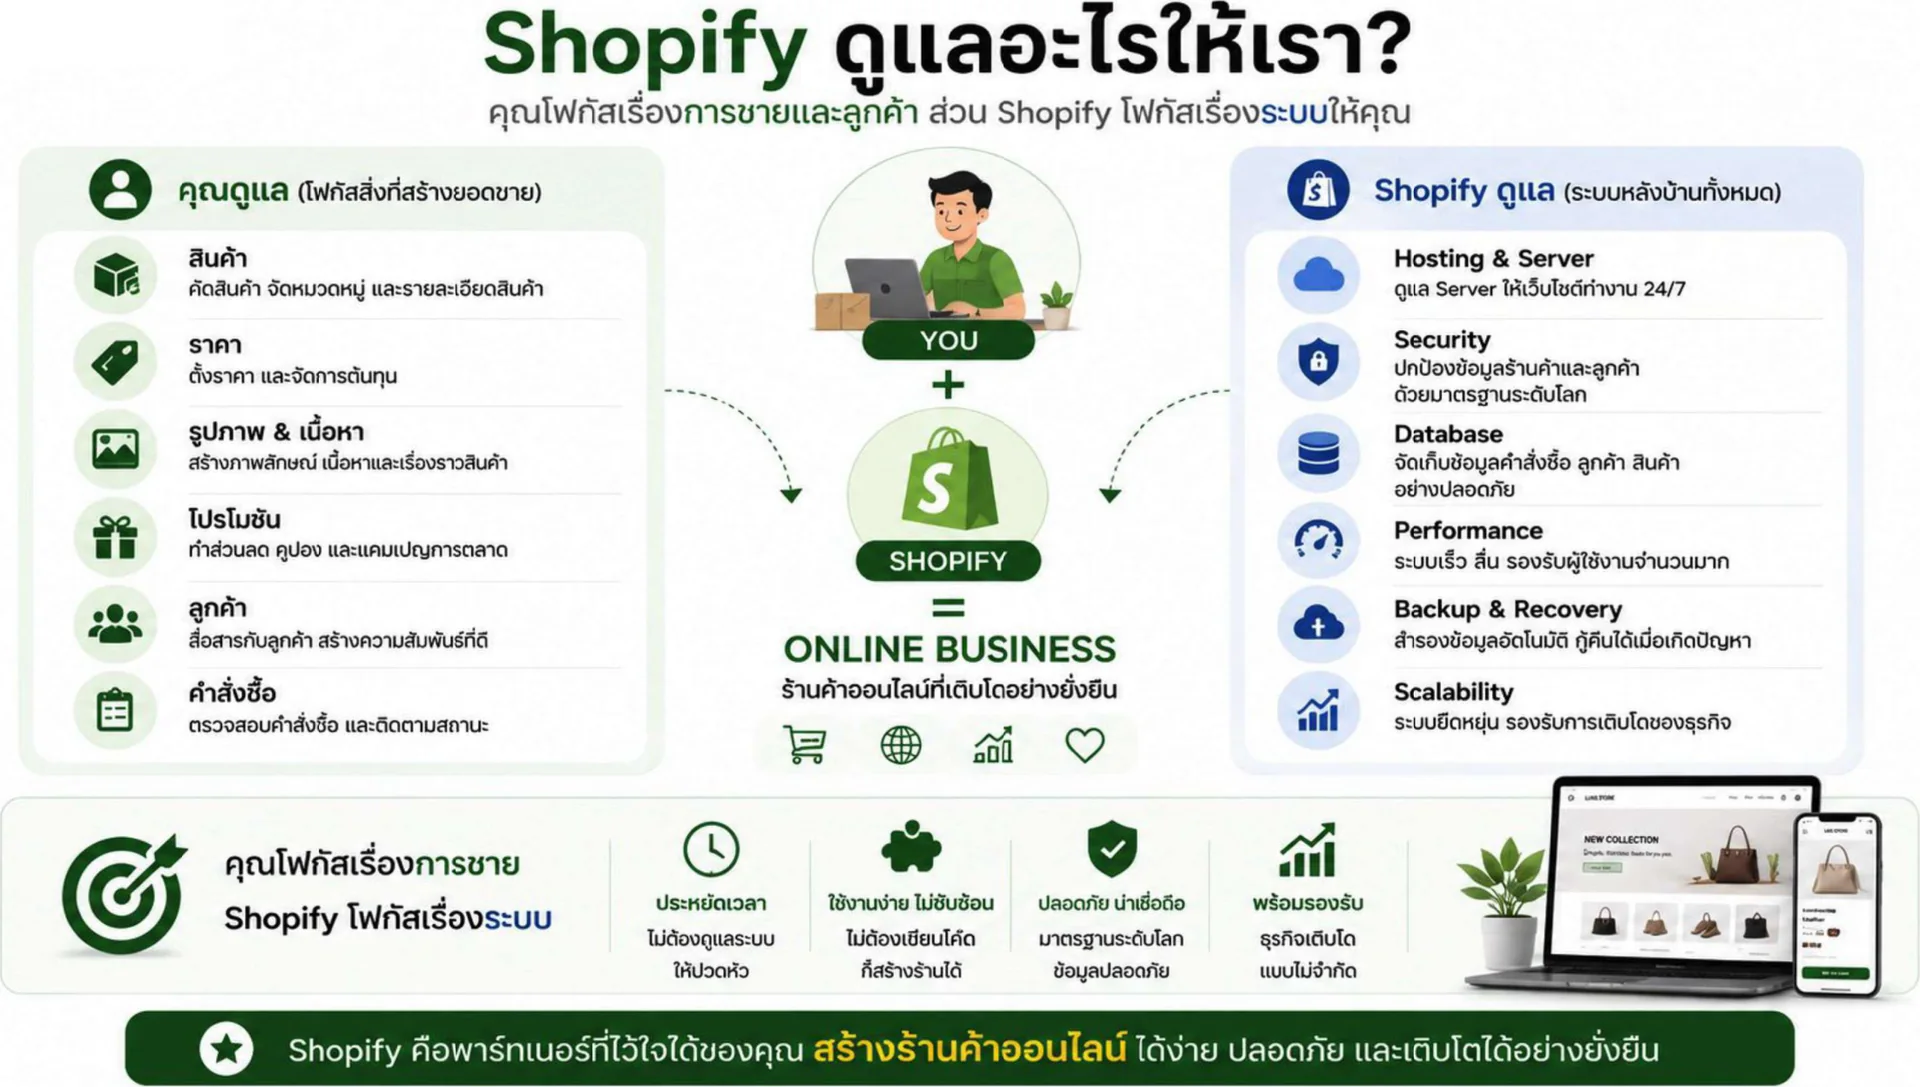 Shopify ดูแลอะไรให้เรา?
คุณโฟกัสเรื่องการขายและลูกค้า ส่วน Shopify โฟกัสเรื่องระบบให้คุณ
คุณดูแล (โฟกัสสิ่งที่สร้างยอดขาย)
สินค้า
คัดสินค้า จัดหมวดหมู่ และรายละเอียดสินค้า
ราคา
ตั้งราคา และจัดการต้นทุน
รูปภาพ & เนื้อหา
สร้างภาพลักษณ์ เนื้อหาและเรื่องราวสินค้า
โปรโมชัน
ทำส่วนลด คูปอง และแคมเปญการตลาด
ลูกค้า
สื่อสารกับลูกค้า สร้างความสัมพันธ์ที่ดี
คำสั่งซื้อ
ตรวจสอบคำสั่งซื้อ และติดตามสถานะ
YOU
+
S
SHOPIFY
=
ONLINE BUSINESS
ร้านค้าออนไลน์ที่เติบโตอย่างยั่งยืน
S
Shopify ดูแล (ระบบหลังบ้านทั้งหมด)
Hosting & Server
ดูแล Server ให้เว็บไซต์ทำงาน 24/7
Security
ปกป้องข้อมูลร้านค้าและลูกค้า
ด้วยมาตรฐานระดับโลก
Database
จัดเก็บข้อมูลคำสั่งซื้อ ลูกค้า สินค้า
อย่างปลอดภัย
Performance
ระบบเร็ว ลื่น รองรับผู้ใช้งานจำนวนมาก
Backup & Recovery
สำรองข้อมูลอัตโนมัติ กู้คืนได้เมื่อเกิดปัญหา
Scalability
ระบบยืดหยุ่น รองรับการเติบโตของธุรกิจ
คุณโฟกัสเรื่องการขาย
Shopify โฟกัสเรื่องระบบ
ประหยัดเวลา
ไม่ต้องดูแลระบบ
ให้ปวดหัว
ใช้งานง่าย ไม่ซับซ้อน
ไม่ต้องเขียนโค้ด
ก็สร้างร้านได้
ปลอดภัย น่าเชื่อถือ
มาตรฐานระดับโลก
ข้อมูลปลอดภัย
พร้อมรองรับ
ธุรกิจเติบโต
แบบไม่จำกัด
NEW COLLECTION
Shopify คือพาร์ทเนอร์ที่ไว้ใจได้ของคุณ สร้างร้านค้าออนไลน์ ได้ง่าย ปลอดภัย และเติบโตได้อย่างยั่งยืน